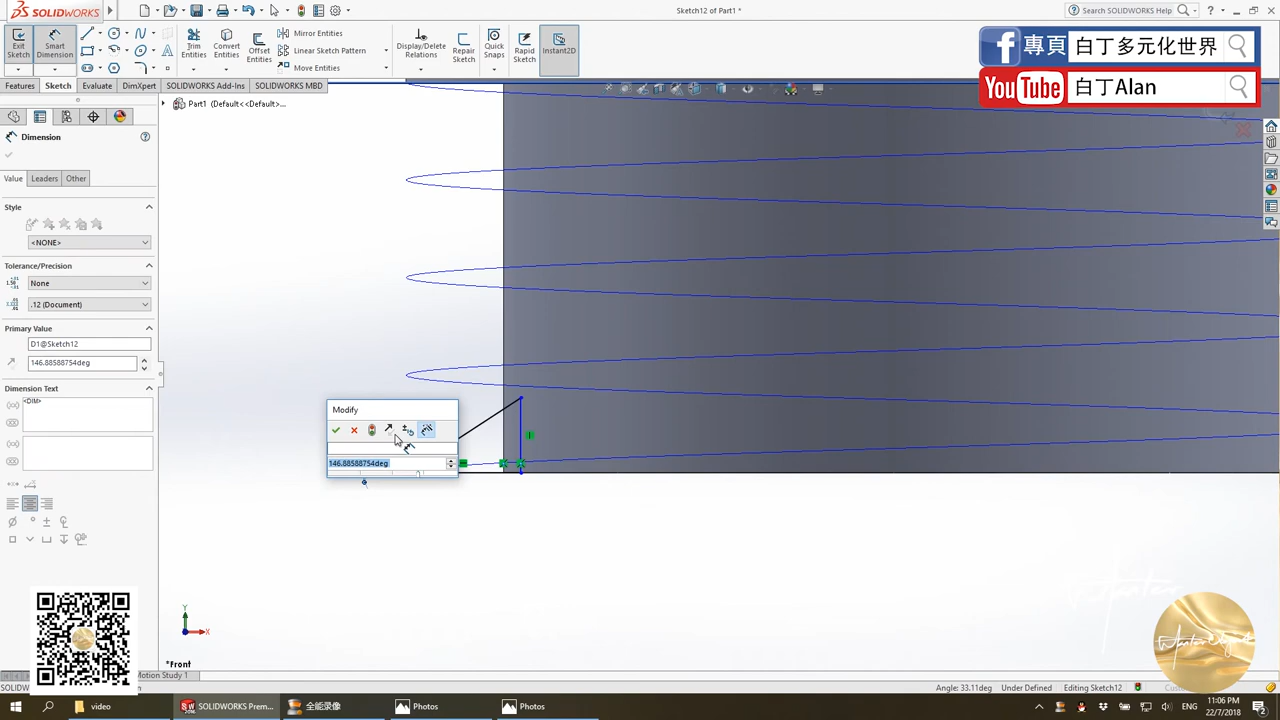 SOLIDWORKS
Sketch12 of Part1 *
Search SOLIDWORKS Help
Exit Sketch
Smart Dimension
Trim Entities
Convert Entities
Offset Entities
Mirror Entities
Linear Sketch Pattern
Move Entities
Display/Delete Relations
Repair Sketch
Quick Snaps
Rapid Sketch
Instant2D
專頁
白丁多元化世界
YouTube
白丁Alan
Features
Sketch
Evaluate
DimXpert
SOLIDWORKS Add-Ins
SOLIDWORKS MBD
Part1 (Default<<Default>...
Dimension
Value
Leaders
Other
Style
<NONE>
Tolerance/Precision
None
.12 (Document)
Primary Value
D1@Sketch12
146.88588754deg
Dimension Text
<DIM>
Modify
146.88588754deg
Y
X
*Front
Motion Study 1
Angle: 33.11deg
Under Defined
Editing Sketch12
video
SOLIDWORKS Prem...
全能录像
Photos
Photos
11:06 PM
22/7/2018